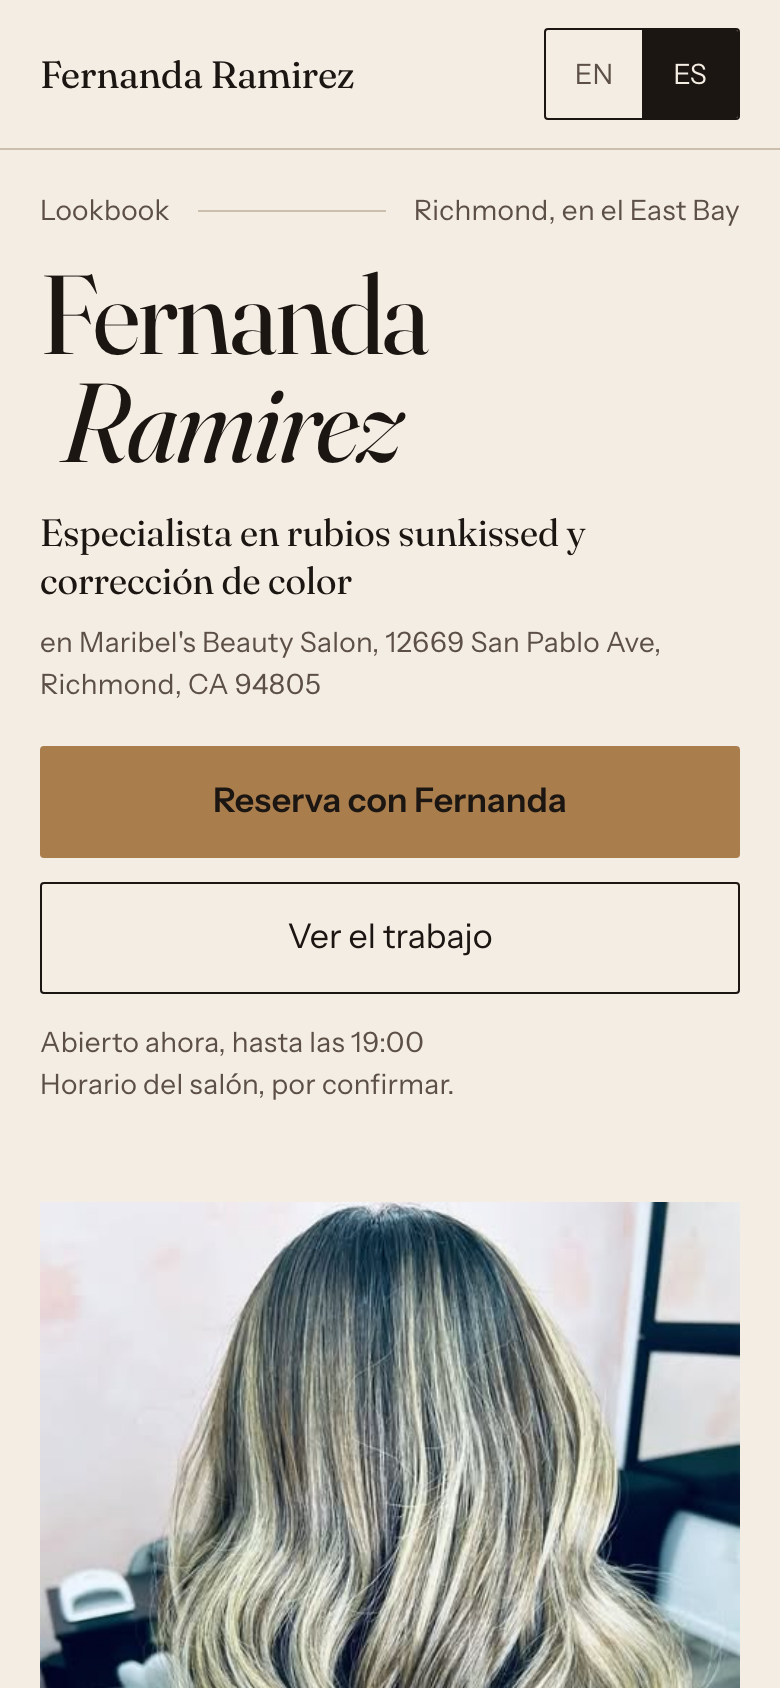 Fernanda Ramirez
EN ES
Lookbook Richmond, en el East Bay
Fernanda
Ramirez
Especialista en rubios sunkissed y
corrección de color
en Maribel's Beauty Salon, 12669 San Pablo Ave,
Richmond, CA 94805
Reserva con Fernanda
Ver el trabajo
Abierto ahora, hasta las 19:00
Horario del salón, por confirmar.